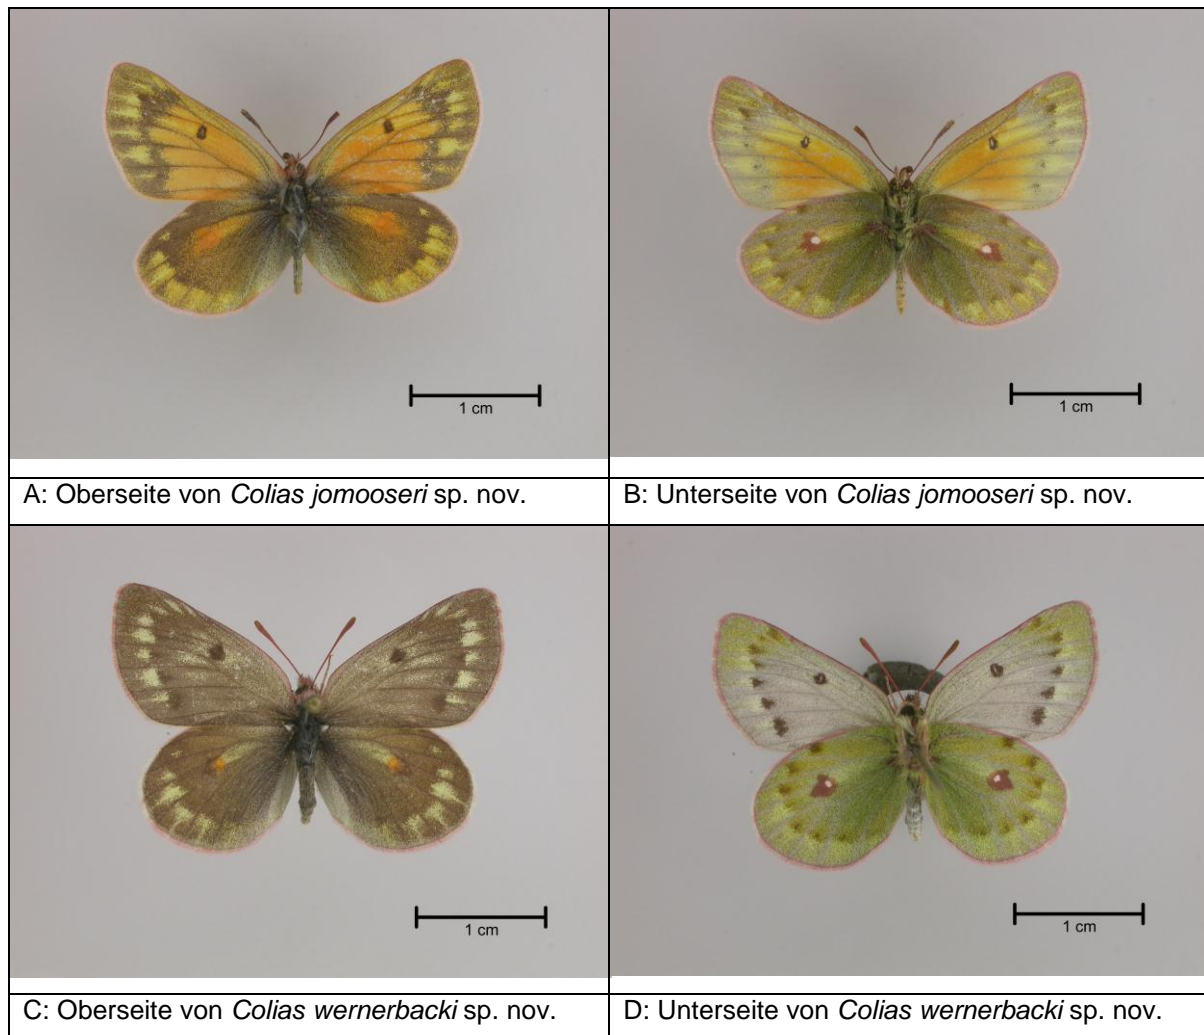 1 cm
1 cm
A: Oberseite von Colias jomooseri sp. nov.
B: Unterseite von Colias jomooseri sp. nov.
1 cm
1 cm
C: Oberseite von Colias wernerbacki sp. nov.
D: Unterseite von Colias wernerbacki sp. nov.